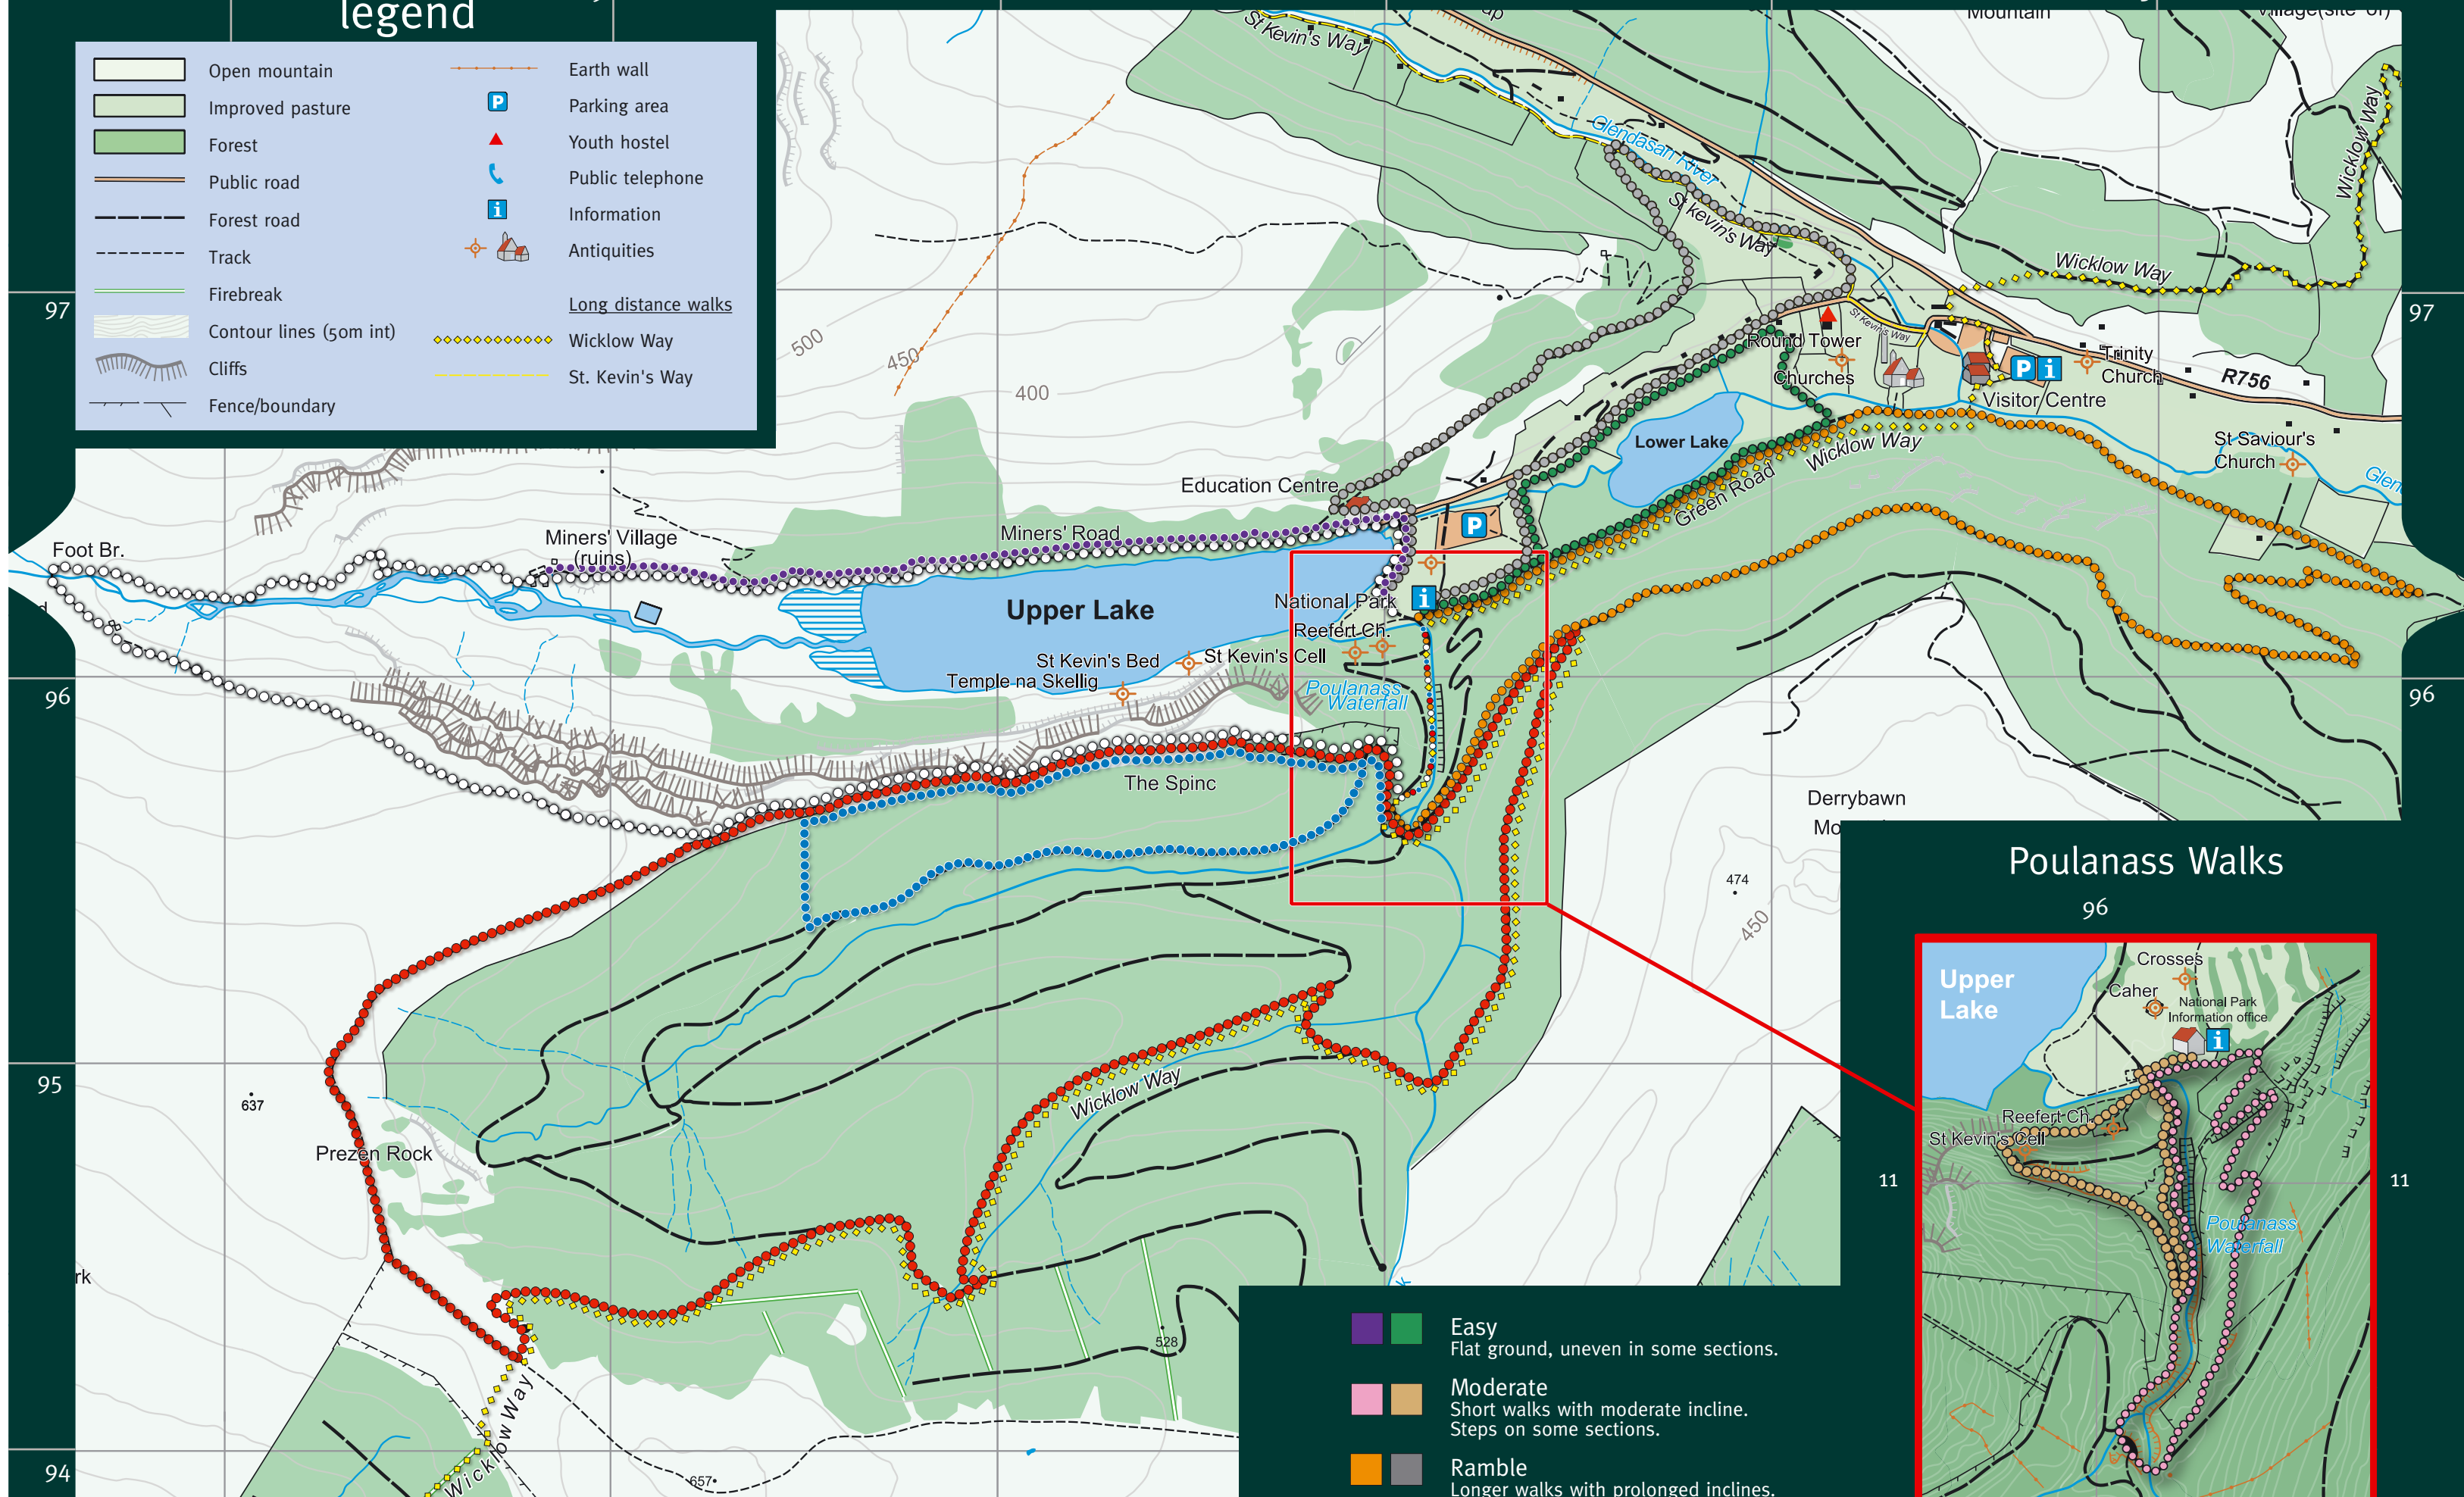 legend
Open mountain
Improved pasture
Forest
Public road
Forest road
Track
Firebreak
Contour lines (50m int)
Cliffs
Fence/boundary
Earth wall
Parking area
Youth hostel
Public telephone
Information
Antiquities
Long distance walks
Wicklow Way
St. Kevin's Way
St Kevin's Way
Mountain
Glendasan River
St Kevin's Way
Wicklow Way
Wicklow Way
97
97
500
450
400
Round Tower
St Kevin's Way
Churches
P i
Trinity
Church
R756
Visitor Centre
Lower Lake
Wicklow Way
Green Road
St Saviour's
Church
Education Centre
P
Miners' Road
Miners' Village
(ruins)
Foot Br.
Upper Lake
National Park
i
Reefert Ch.
St Kevin's Cell
St Kevin's Bed
Temple na Skellig
Poulanass
Waterfall
96
96
The Spinc
Derrybawn
474
450
95
637
Prezen Rock
Wicklow Way
Wicklow Way
528
657
94
Easy
Flat ground, uneven in some sections.
Moderate
Short walks with moderate incline.
Steps on some sections.
Ramble
Longer walks with prolonged inclines.
Poulanass Walks
96
Upper
Lake
Crosses
Caher
National Park
Information office
i
Reefert Ch.
St Kevin's Cell
11
11
Poulanass
Waterfall